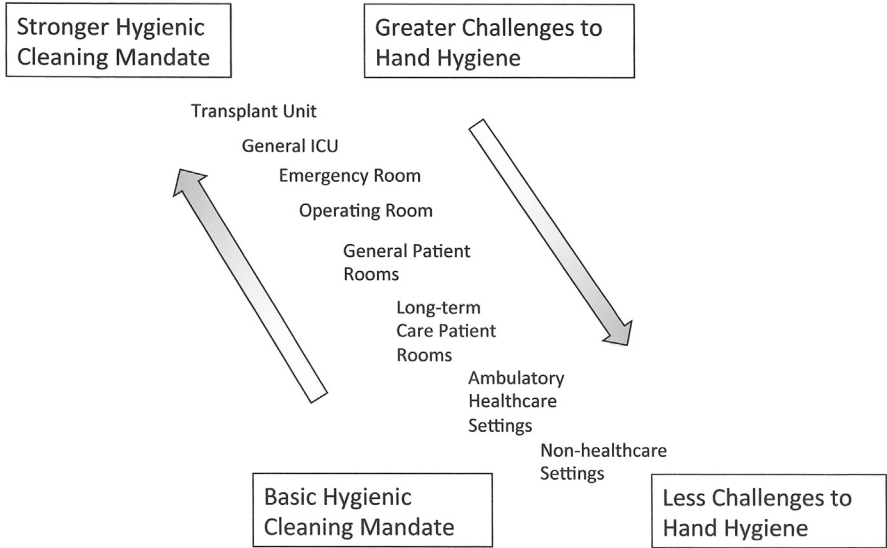 Stronger Hygienic
Cleaning Mandate
Greater Challenges to
Hand Hygiene
Transplant Unit
General ICU
Emergency Room
Operating Room
General Patient
Rooms
Long-term
Care Patient
Rooms
Ambulatory
Healthcare
Settings
Non-healthcare
Settings
Basic Hygienic
Cleaning Mandate
Less Challenges to
Hand Hygiene